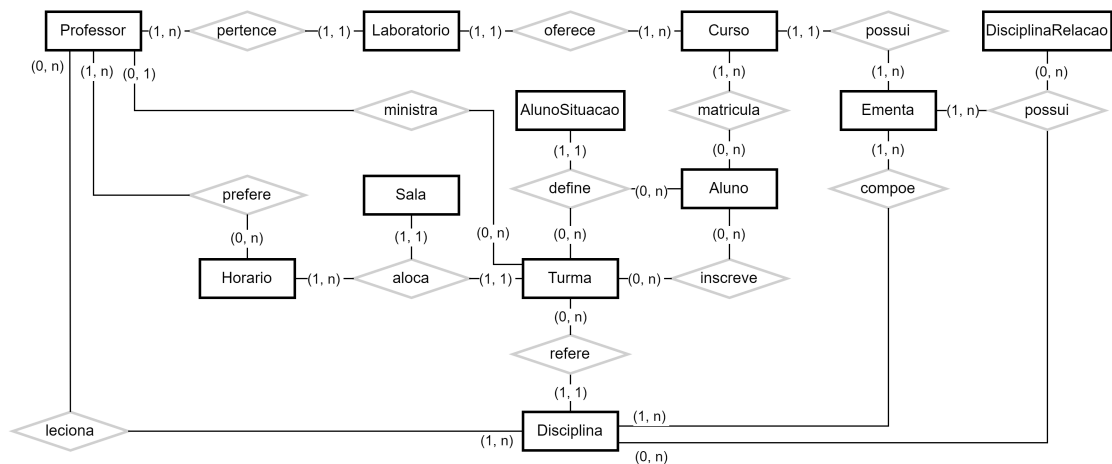 Professor (1, n) pertence (1, 1) Laboratorio (1, 1) oferece (1, n) Curso (1, 1) possui DisciplinaRelacao
(0, n) (1, n) (0, 1) (1, n) (1, n) (0, n)
ministra AlunoSituacao matricula Ementa (1, n) possui
(1, 1) (0, n) (1, n)
prefere Sala define (0, n) Aluno compoe
(0, n) (1, 1) (0, n) (0, n) (0, n)
Horario (1, n) aloca (1, 1) Turma (0, n) inscreve
(0, n)
refere
(1, 1)
(1, n)
leciona (1, n) Disciplina
(0, n)